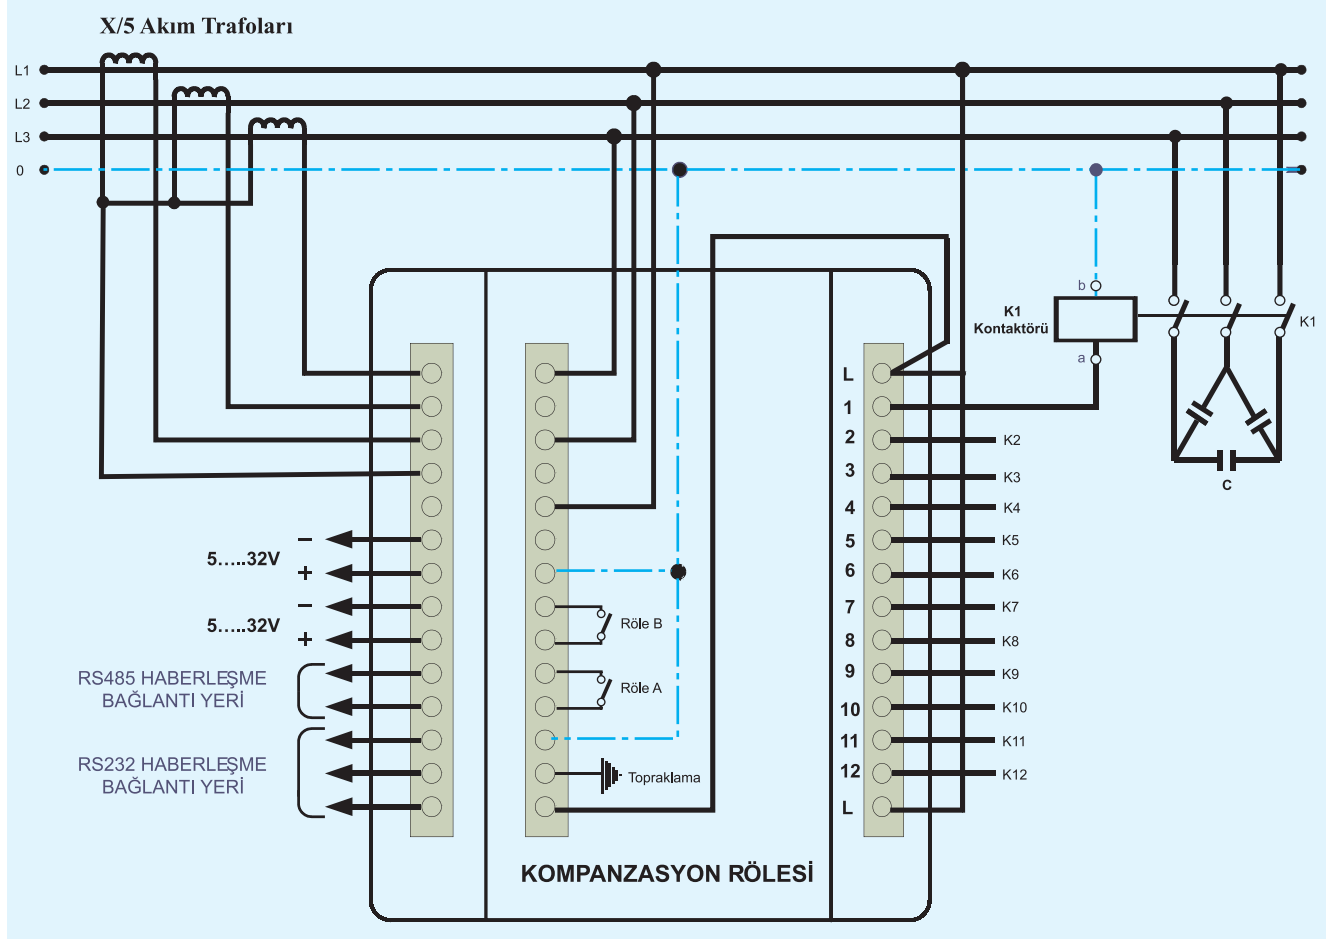 X/5 Akım Trafoları
L1
L2
L3
0
b
K1
Kontaktörü
a
K1
C
L
1
2
3
4
5
6
7
8
9
10
11
12
L
K2
K3
K4
K5
K6
K7
K8
K9
K10
K11
K12
−
5.....32V
+
−
5.....32V
+
RS485 HABERLEŞME
BAĞLANTI YERİ
RS232 HABERLEŞME
BAĞLANTI YERİ
Röle B
Röle A
Topraklama
KOMPANZASYON RÖLESİ